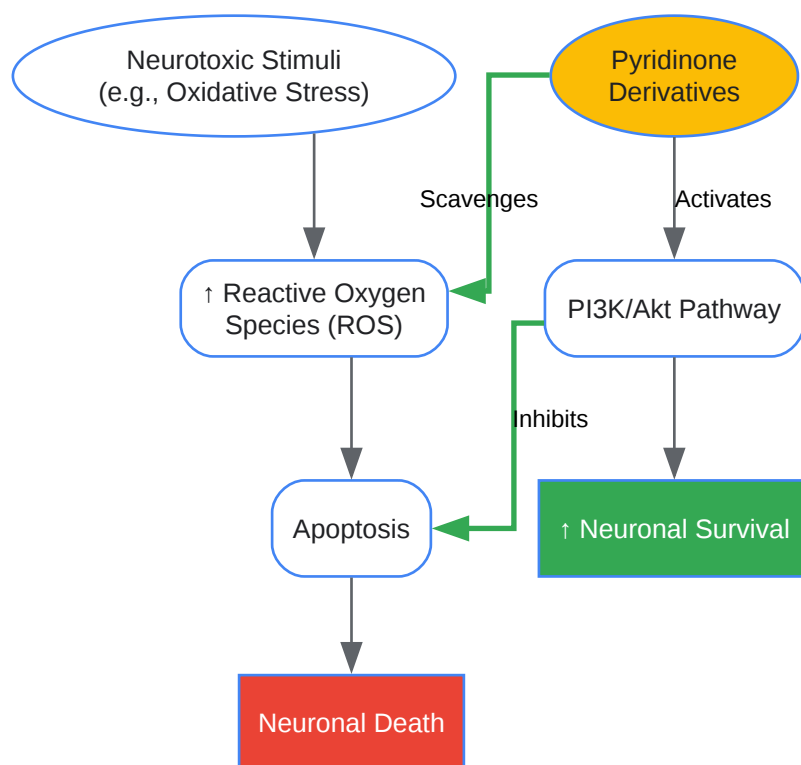 Neurotoxic Stimuli
(e.g., Oxidative Stress)
Pyridinone
Derivatives
Scavenges
Activates
↑ Reactive Oxygen
Species (ROS)
PI3K/Akt Pathway
Inhibits
Apoptosis
↑ Neuronal Survival
Neuronal Death